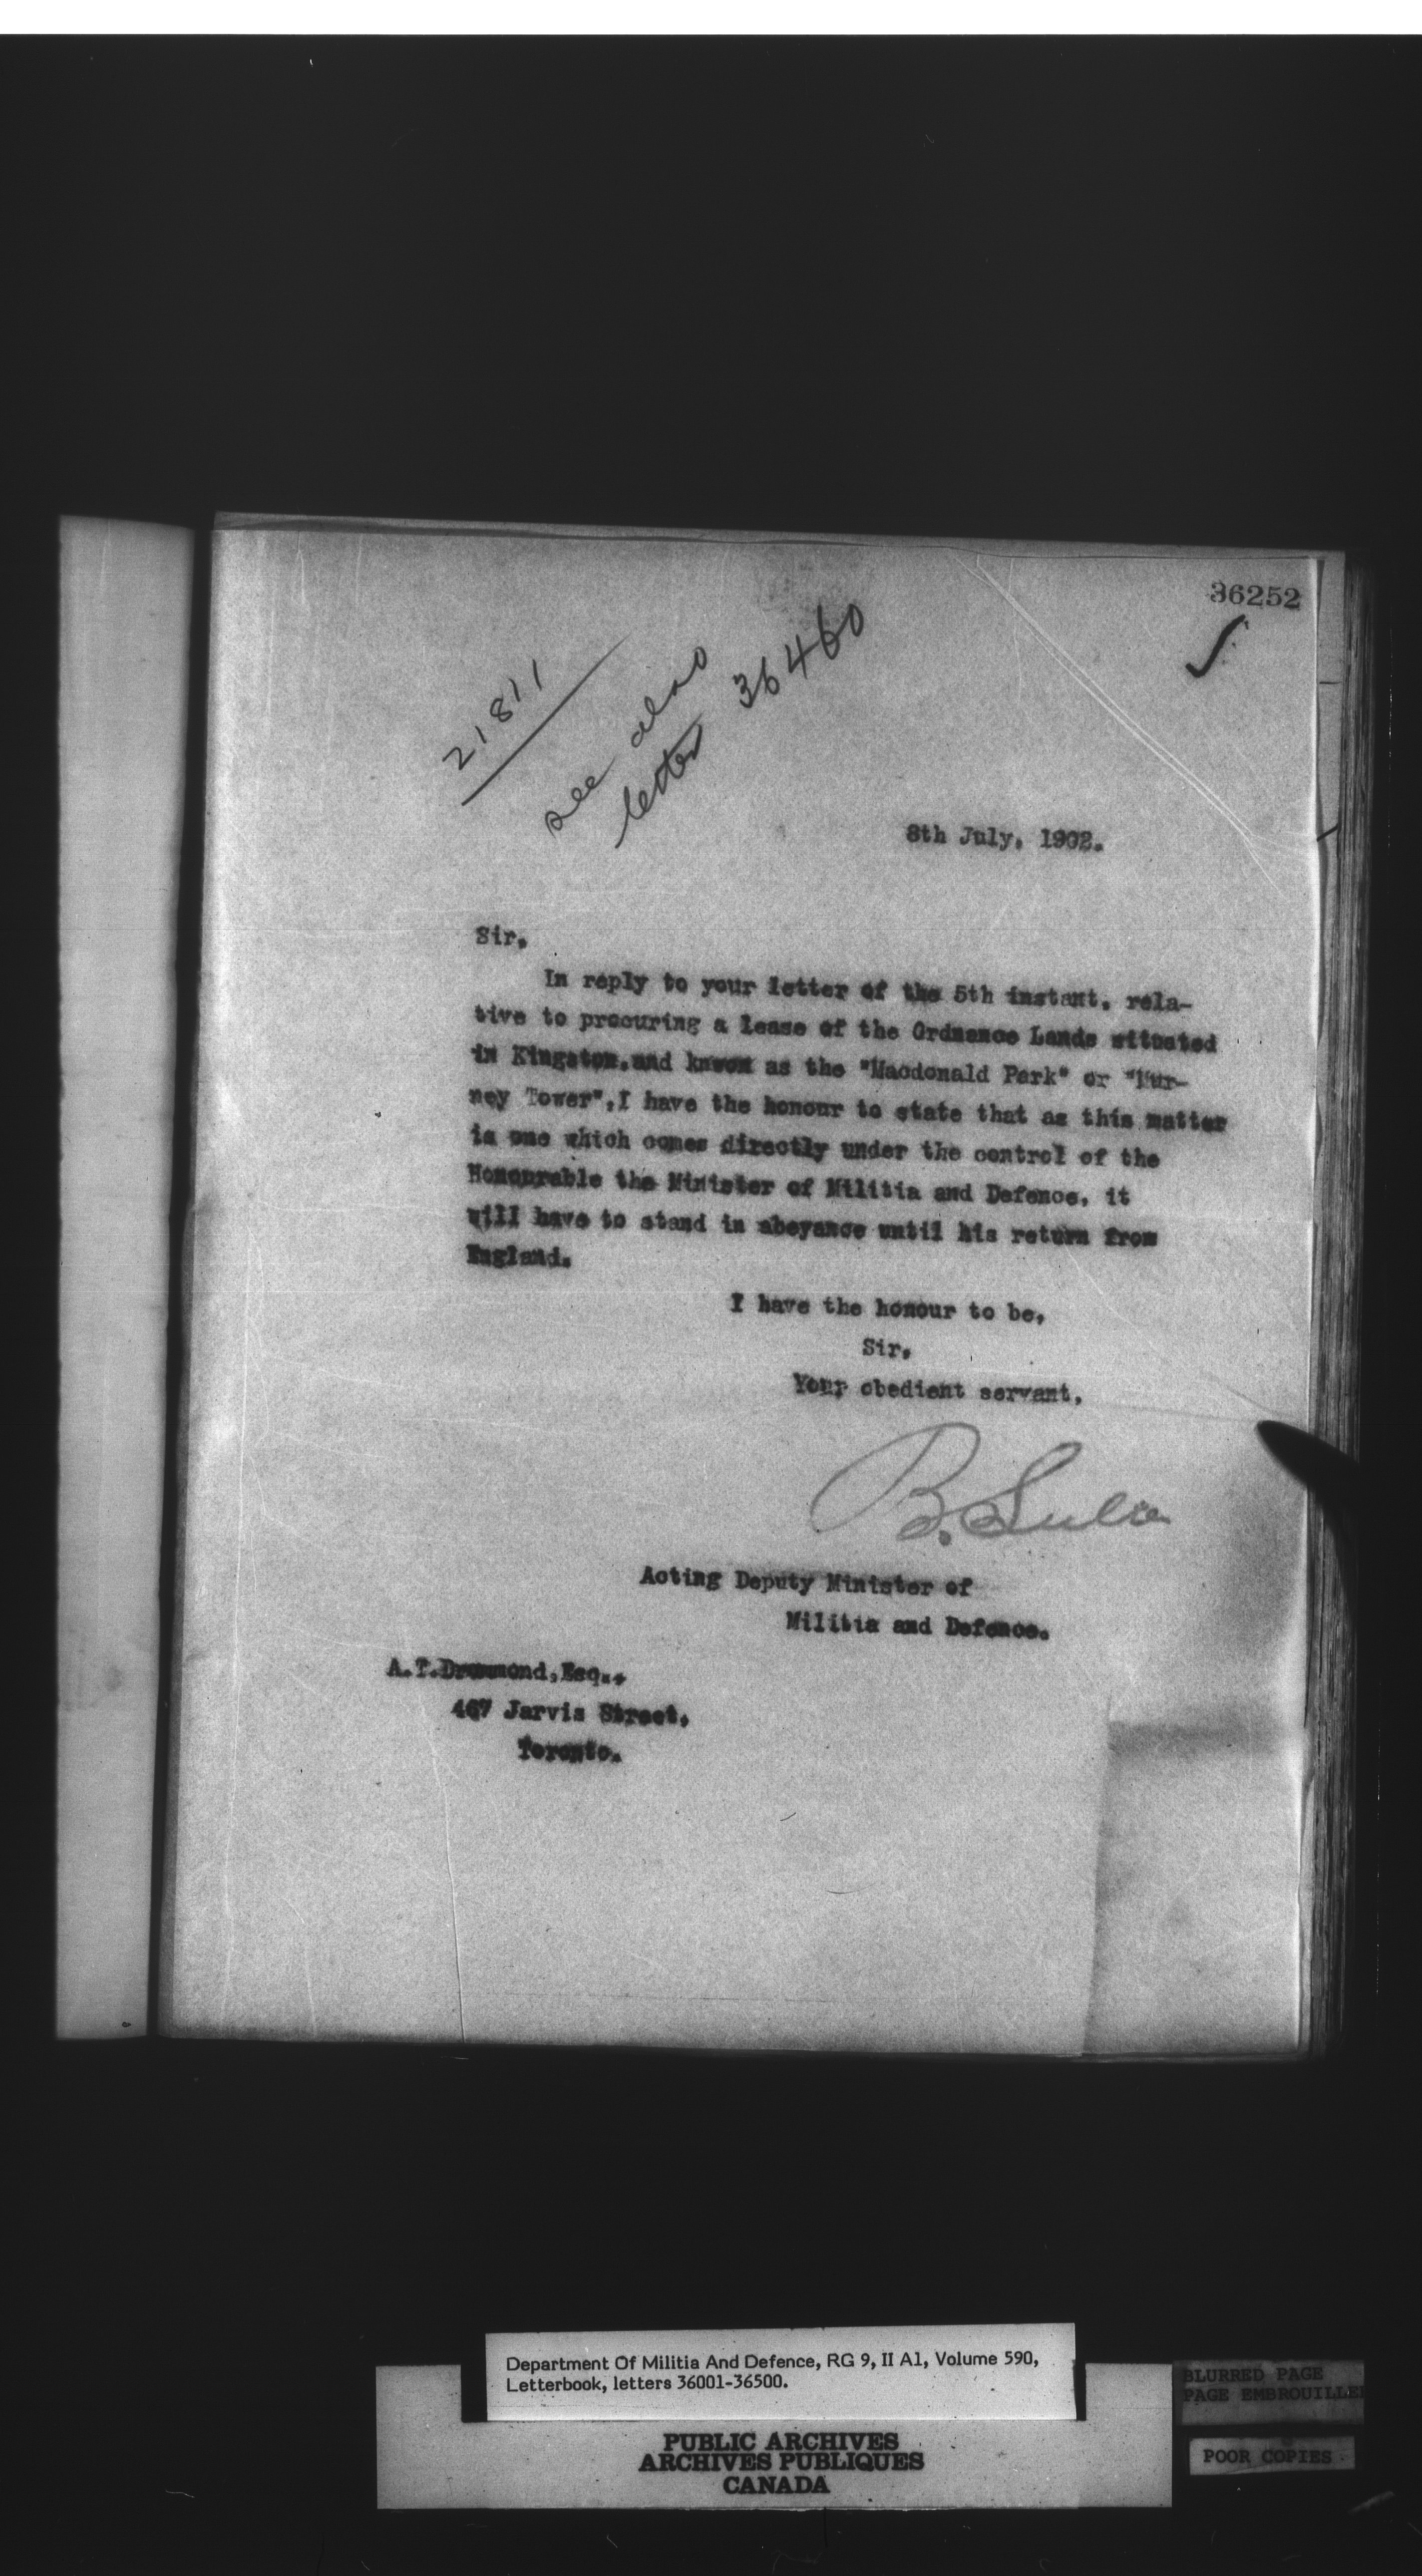 36252
21811
see also
letter 36460
8th July, 1902.
Sir,
In reply to your letter of the 5th instant, rela-
tive to procuring a lease of the Ordnance Lands situated
in Kingston, and known as the "Macdonald Park" or "Mur-
ney Tower", I have the honour to state that as this matter
is one which comes directly under the control of the
Honourable the Minister of Militia and Defence, it
will have to stand in abeyance until his return from
England.
I have the honour to be,
Sir,
Your obedient servant,
B. Sulte
Acting Deputy Minister of
Militia and Defence.
A.T. Drummond, Esq.,
467 Jarvis Street,
Toronto.
Department Of Militia And Defence, RG 9, II A1, Volume 590,
Letterbook, letters 36001-36500.
PUBLIC ARCHIVES
ARCHIVES PUBLIQUES
CANADA
BLURRED PAGE
PAGE EMBROUILLEE
POOR COPIES